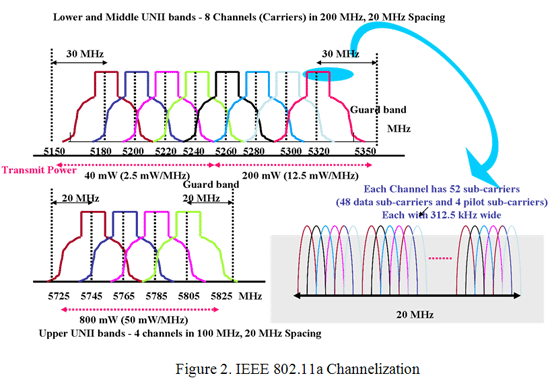 Lower and Middle UNII bands - 8 Channels (Carriers) in 200 MHz, 20 MHz Spacing
30 MHz
30 MHz
Guard band
MHz
5150
5180
5200
5220
5240
5260
5280
5300
5320
5350
Transmit Power
40 mW (2.5 mW/MHz)
200 mW (12.5 mW/MHz)
Each Channel has 52 sub-carriers
(48 data sub-carriers and 4 pilot sub-carriers)
Each with 312.5 kHz wide
Guard band
20 MHz
20 MHz
5725
5745
5765
5785
5805
5825
MHz
800 mW (50 mW/MHz)
20 MHz
Upper UNII bands - 4 channels in 100 MHz, 20 MHz Spacing
Figure 2. IEEE 802.11a Channelization